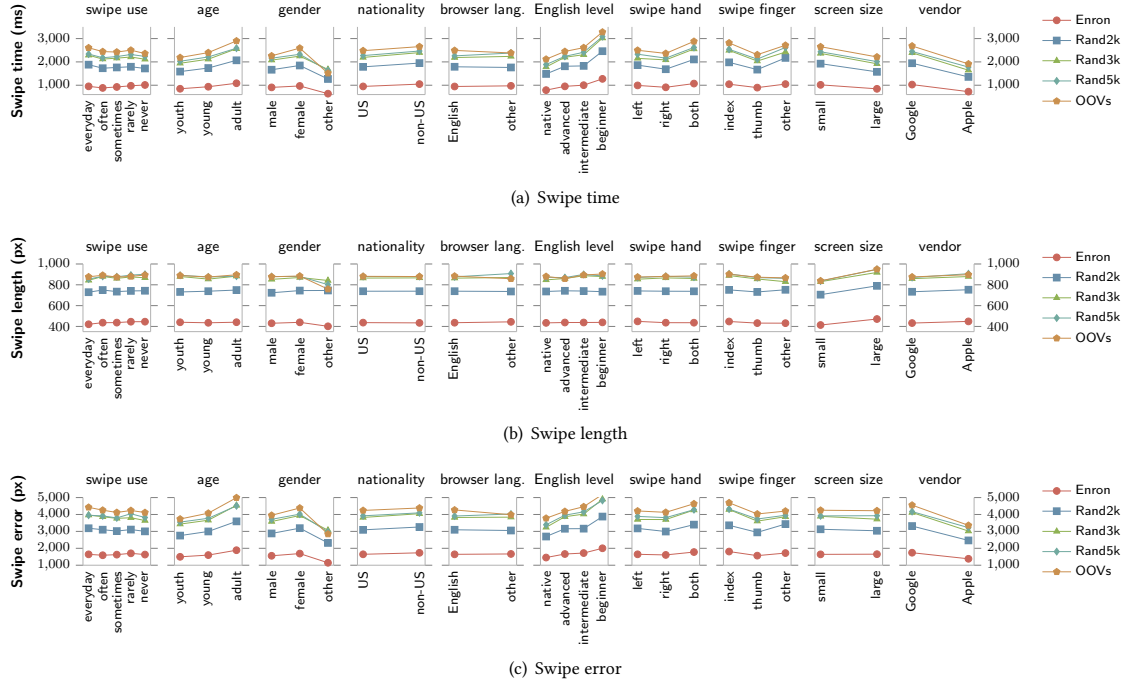 swipe use age gender nationality browser lang. English level swipe hand swipe finger screen size vendor
Swipe time (ms)
3,000 3,000
2,000 2,000
1,000 1,000
everyday often sometimes rarely never youth young adult male female other US non-US English other native advanced intermediate beginner left right both index thumb other small large Google Apple
Enron
Rand2k
Rand3k
Rand5k
OOVs
(a) Swipe time
swipe use age gender nationality browser lang. English level swipe hand swipe finger screen size vendor
Swipe length (px)
1,000 1,000
800 800
600 600
400 400
everyday often sometimes rarely never youth young adult male female other US non-US English other native advanced intermediate beginner left right both index thumb other small large Google Apple
Enron
Rand2k
Rand3k
Rand5k
OOVs
(b) Swipe length
swipe use age gender nationality browser lang. English level swipe hand swipe finger screen size vendor
Swipe error (px)
5,000 5,000
4,000 4,000
3,000 3,000
2,000 2,000
1,000 1,000
everyday often sometimes rarely never youth young adult male female other US non-US English other native advanced intermediate beginner left right both index thumb other small large Google Apple
Enron
Rand2k
Rand3k
Rand5k
OOVs
(c) Swipe error